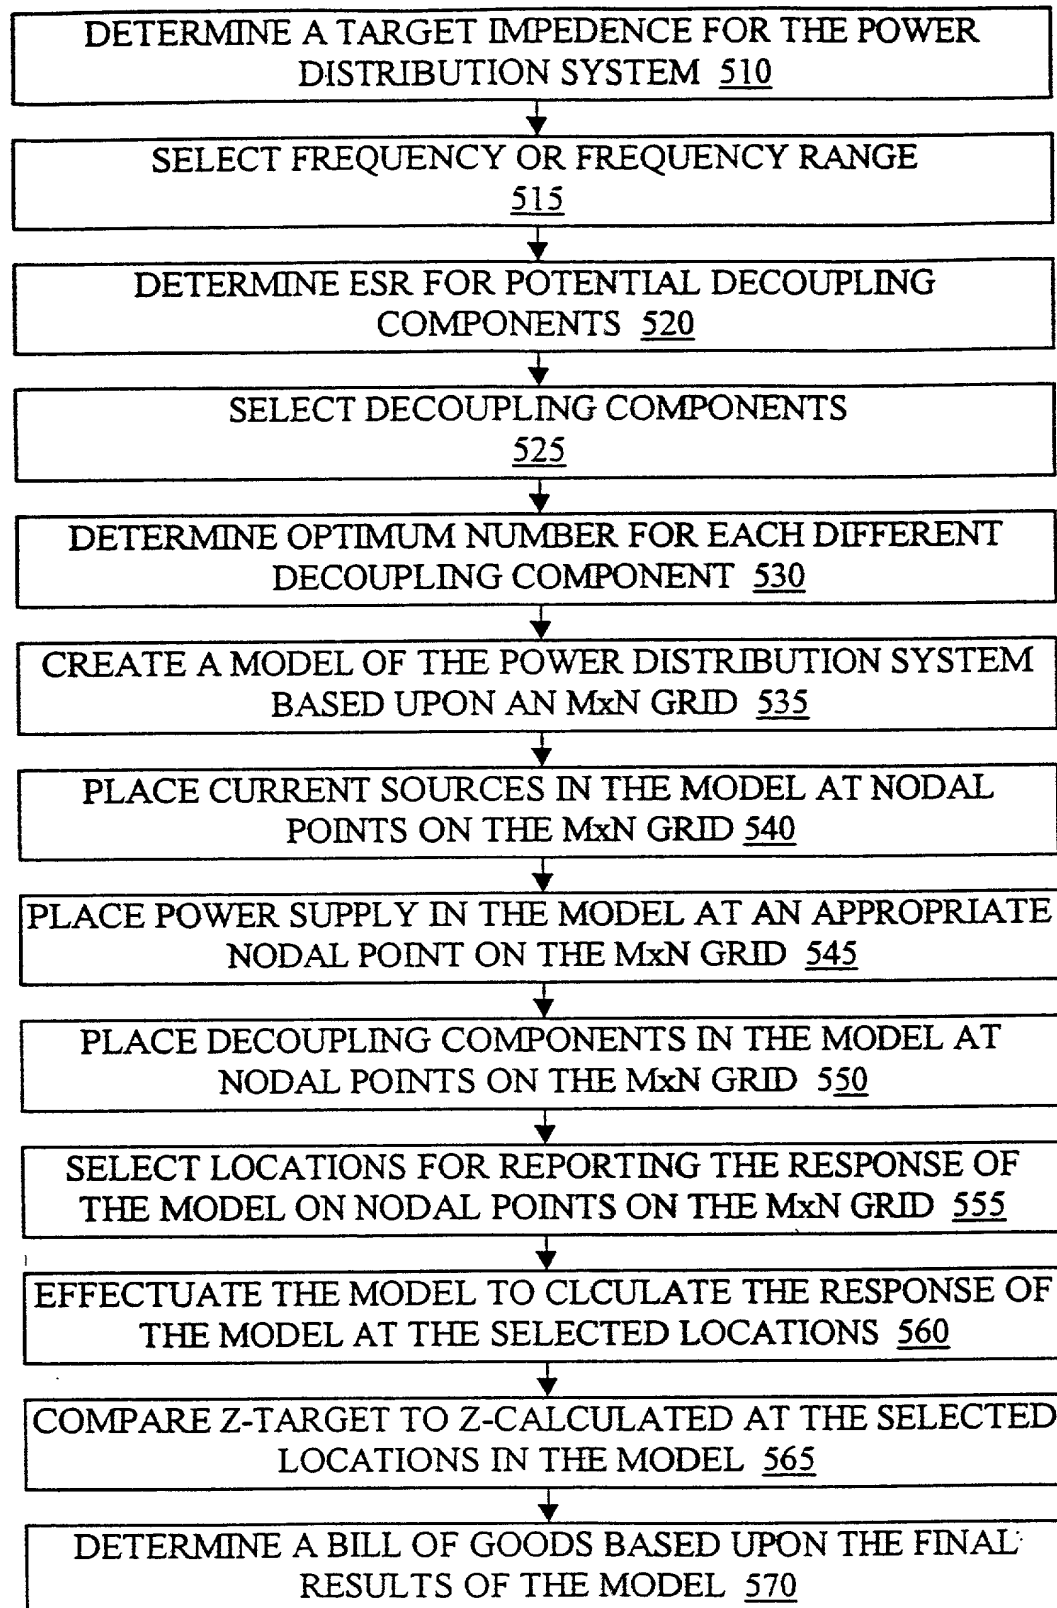 DETERMINE A TARGET IMPEDENCE FOR THE POWER
DISTRIBUTION SYSTEM 510
SELECT FREQUENCY OR FREQUENCY RANGE
515
DETERMINE ESR FOR POTENTIAL DECOUPLING
COMPONENTS 520
SELECT DECOUPLING COMPONENTS
525
DETERMINE OPTIMUM NUMBER FOR EACH DIFFERENT
DECOUPLING COMPONENT 530
CREATE A MODEL OF THE POWER DISTRIBUTION SYSTEM
BASED UPON AN MxN GRID 535
PLACE CURRENT SOURCES IN THE MODEL AT NODAL
POINTS ON THE MxN GRID 540
PLACE POWER SUPPLY IN THE MODEL AT AN APPROPRIATE
NODAL POINT ON THE MxN GRID 545
PLACE DECOUPLING COMPONENTS IN THE MODEL AT
NODAL POINTS ON THE MxN GRID 550
SELECT LOCATIONS FOR REPORTING THE RESPONSE OF
THE MODEL ON NODAL POINTS ON THE MxN GRID 555
EFFECTUATE THE MODEL TO CLCULATE THE RESPONSE OF
THE MODEL AT THE SELECTED LOCATIONS 560
COMPARE Z-TARGET TO Z-CALCULATED AT THE SELECTED
LOCATIONS IN THE MODEL 565
DETERMINE A BILL OF GOODS BASED UPON THE FINAL
RESULTS OF THE MODEL 570